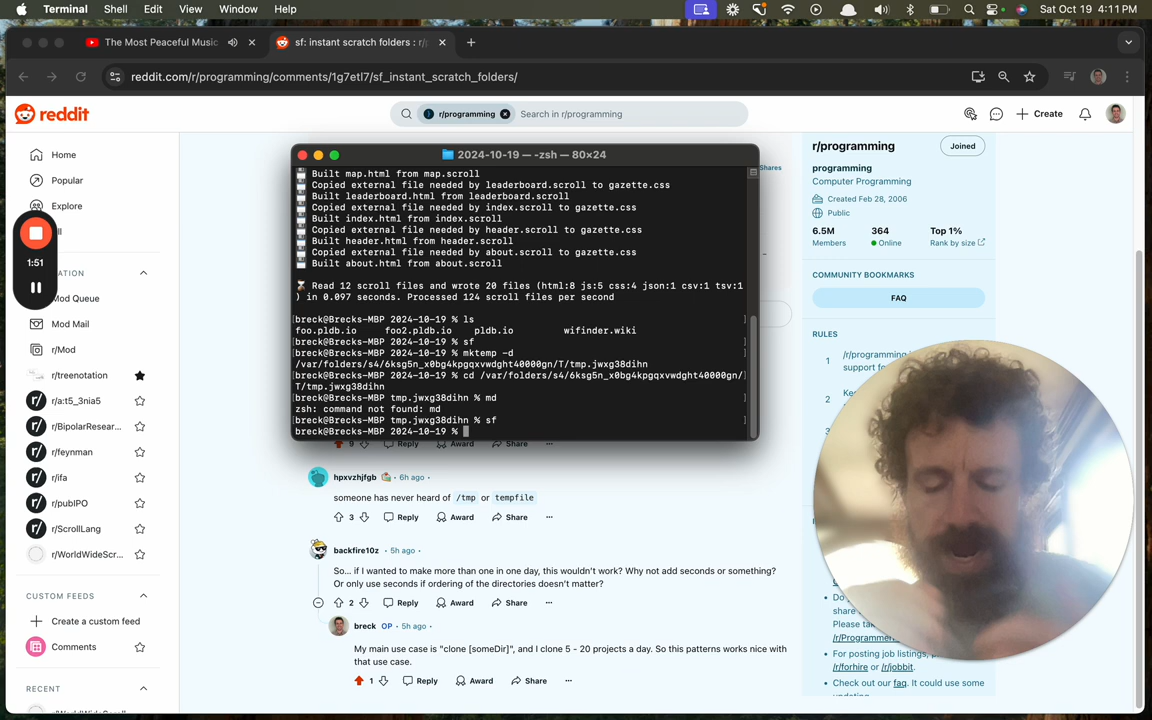 Terminal Shell Edit View Window Help
Sat Oct 19 4:11 PM
The Most Peaceful Music
sf: instant scratch folders : r/p
reddit.com/r/programming/comments/1g7etl7/sf_instant_scratch_folders/
reddit
r/programming Search in r/programming
Create
Home
Popular
Explore
1:51
Mod Queue
Mod Mail
r/Mod
r/treenotation
r/a:t5_3nia5
r/BipolarResear...
r/feynman
r/ifa
r/pubIPO
r/ScrollLang
r/WorldWideScr...
CUSTOM FEEDS
Create a custom feed
Comments
RECENT
2024-10-19 — -zsh — 80×24
Built map.html from map.scroll
Copied external file needed by leaderboard.scroll to gazette.css
Built leaderboard.html from leaderboard.scroll
Copied external file needed by index.scroll to gazette.css
Built index.html from index.scroll
Copied external file needed by header.scroll to gazette.css
Built header.html from header.scroll
Copied external file needed by about.scroll to gazette.css
Built about.html from about.scroll
Read 12 scroll files and wrote 20 files (html:8 js:5 css:4 json:1 csv:1 tsv:1
) in 0.097 seconds. Processed 124 scroll files per second
[breck@Brecks-MBP 2024-10-19 % ls ]
foo.pldb.io foo2.pldb.io pldb.io wifinder.wiki
[breck@Brecks-MBP 2024-10-19 % sf ]
[breck@Brecks-MBP 2024-10-19 % mktemp -d ]
/var/folders/s4/6ksg5n_x0bg4kpgqxvwdght40000gn/T/tmp.jwxg38dihn
[breck@Brecks-MBP 2024-10-19 % cd /var/folders/s4/6ksg5n_x0bg4kpgqxvwdght40000gn/]
T/tmp.jwxg38dihn
[breck@Brecks-MBP tmp.jwxg38dihn % md ]
zsh: command not found: md
[breck@Brecks-MBP tmp.jwxg38dihn % sf ]
breck@Brecks-MBP 2024-10-19 %
Shares
9 Reply Award Share
hpxvzhjfgb • 6h ago •
someone has never heard of /tmp or tempfile
3 Reply Award Share
backfire10z • 5h ago •
So... if I wanted to make more than one in one day, this wouldn't work? Why not add seconds or something?
Or only use seconds if ordering of the directories doesn't matter?
2 Reply Award Share
breck OP • 5h ago •
My main use case is "clone [someDir]", and I clone 5 - 20 projects a day. So this patterns works nice with
that use case.
1 Reply Award Share
r/programming Joined
programming
Computer Programming
Created Feb 28, 2006
Public
6.5M 364 Top 1%
Members Online Rank by size
COMMUNITY BOOKMARKS
FAQ
RULES
1 /r/programming
support f
2
3
Do
share
Please ta
/r/Programmer
For posting job listings,
/r/forhire or /r/jobbit.
Check out our faq. It could use some